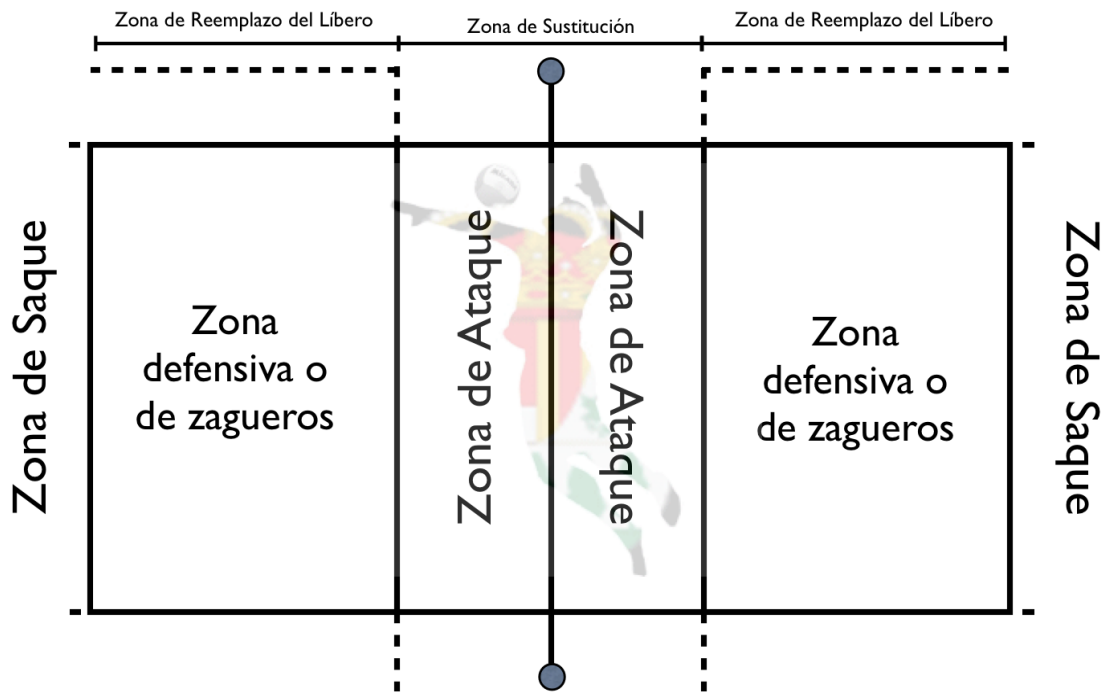 Zona de Reemplazo del Líbero
Zona de Sustitución
Zona de Reemplazo del Líbero
Zona de Saque
Zona
defensiva o
de zagueros
Zona de Ataque
Zona de Ataque
Zona
defensiva o
de zagueros
Zona de Saque